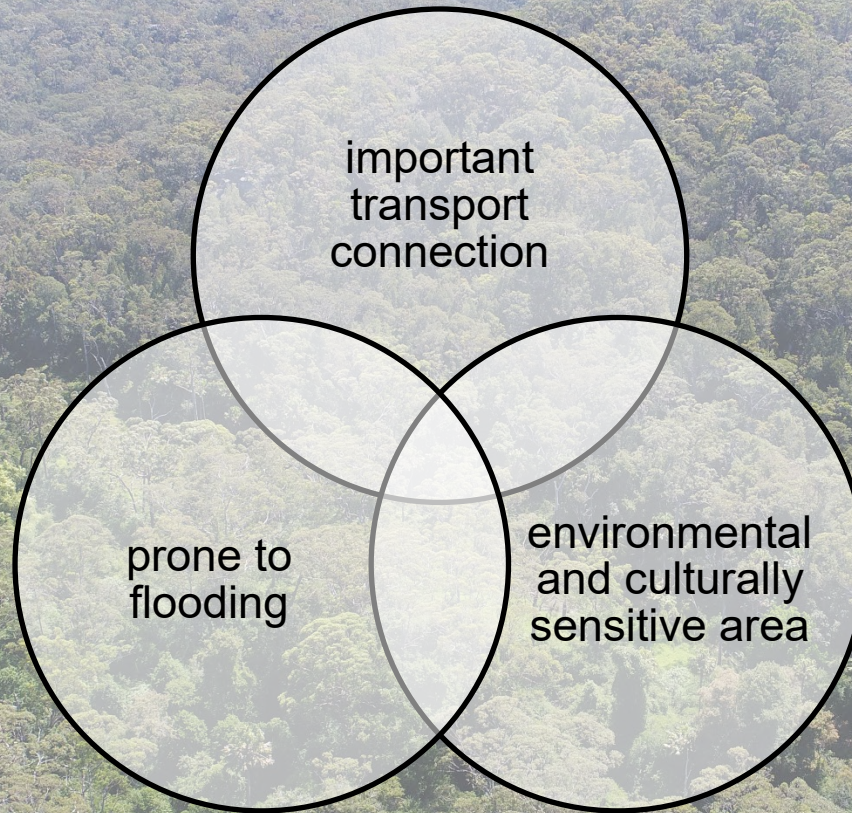 important
transport
connection
prone to
flooding
environmental
and culturally
sensitive area